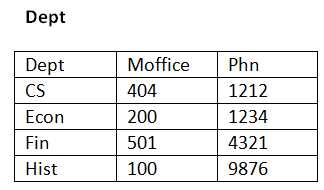 Dept
Dept Moffice Phn
CS 404 1212
Econ 200 1234
Fin 501 4321
Hist 100 9876